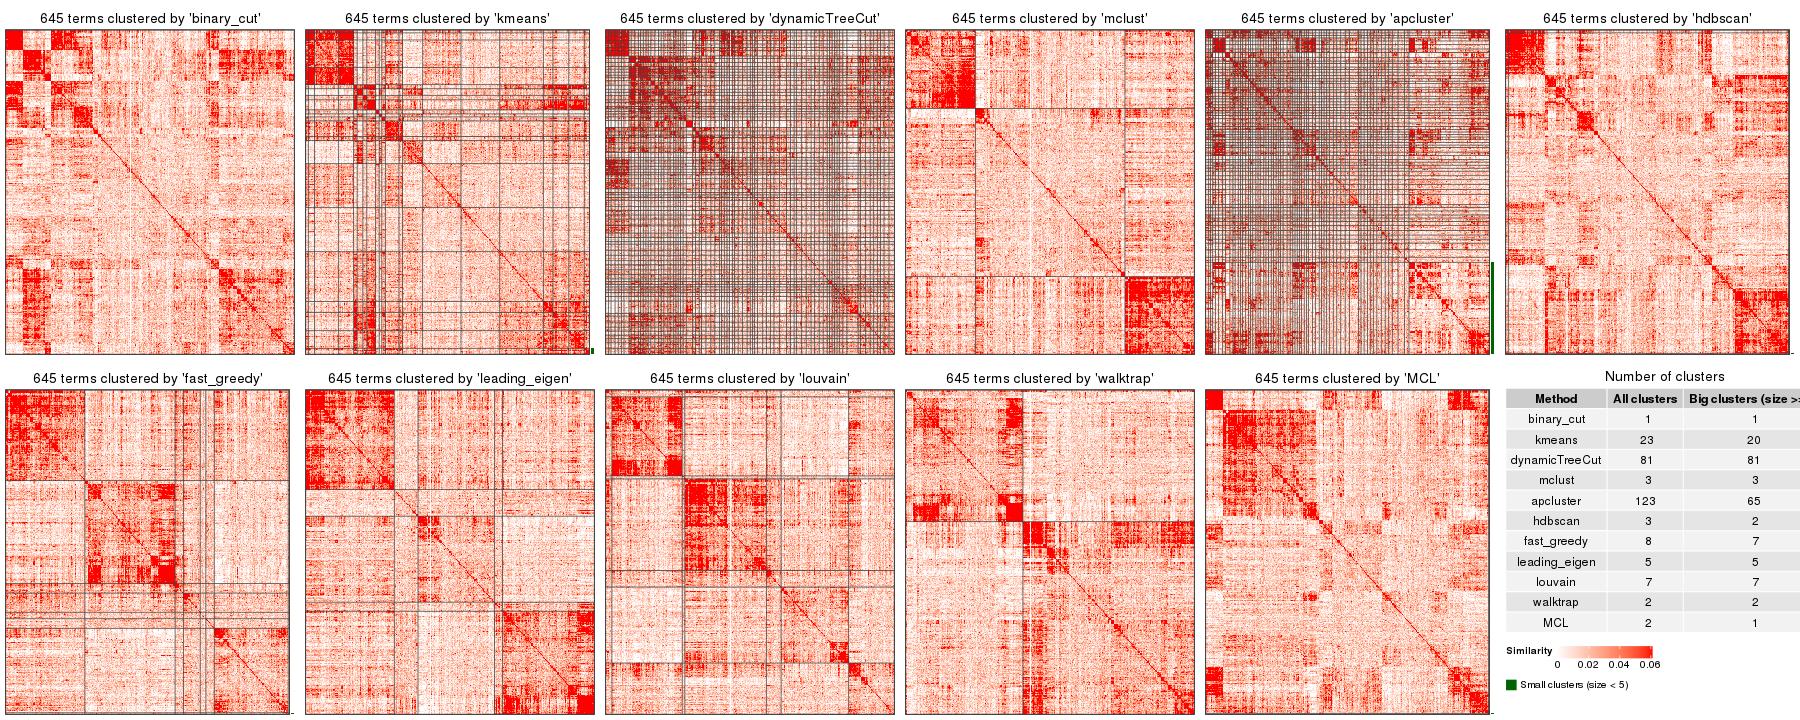 645 terms clustered by 'binary_cut'
645 terms clustered by 'kmeans'
645 terms clustered by 'dynamicTreeCut'
645 terms clustered by 'mclust'
645 terms clustered by 'apcluster'
645 terms clustered by 'hdbscan'
645 terms clustered by 'fast_greedy'
645 terms clustered by 'leading_eigen'
645 terms clustered by 'louvain'
645 terms clustered by 'walktrap'
645 terms clustered by 'MCL'
Number of clusters
Method All clusters Big clusters (size >=
binary_cut 1 1
kmeans 23 20
dynamicTreeCut 81 81
mclust 3 3
apcluster 123 65
hdbscan 3 2
fast_greedy 8 7
leading_eigen 5 5
louvain 7 7
walktrap 2 2
MCL 2 1
Similarity
0 0.02 0.04 0.06
Small clusters (size < 5)